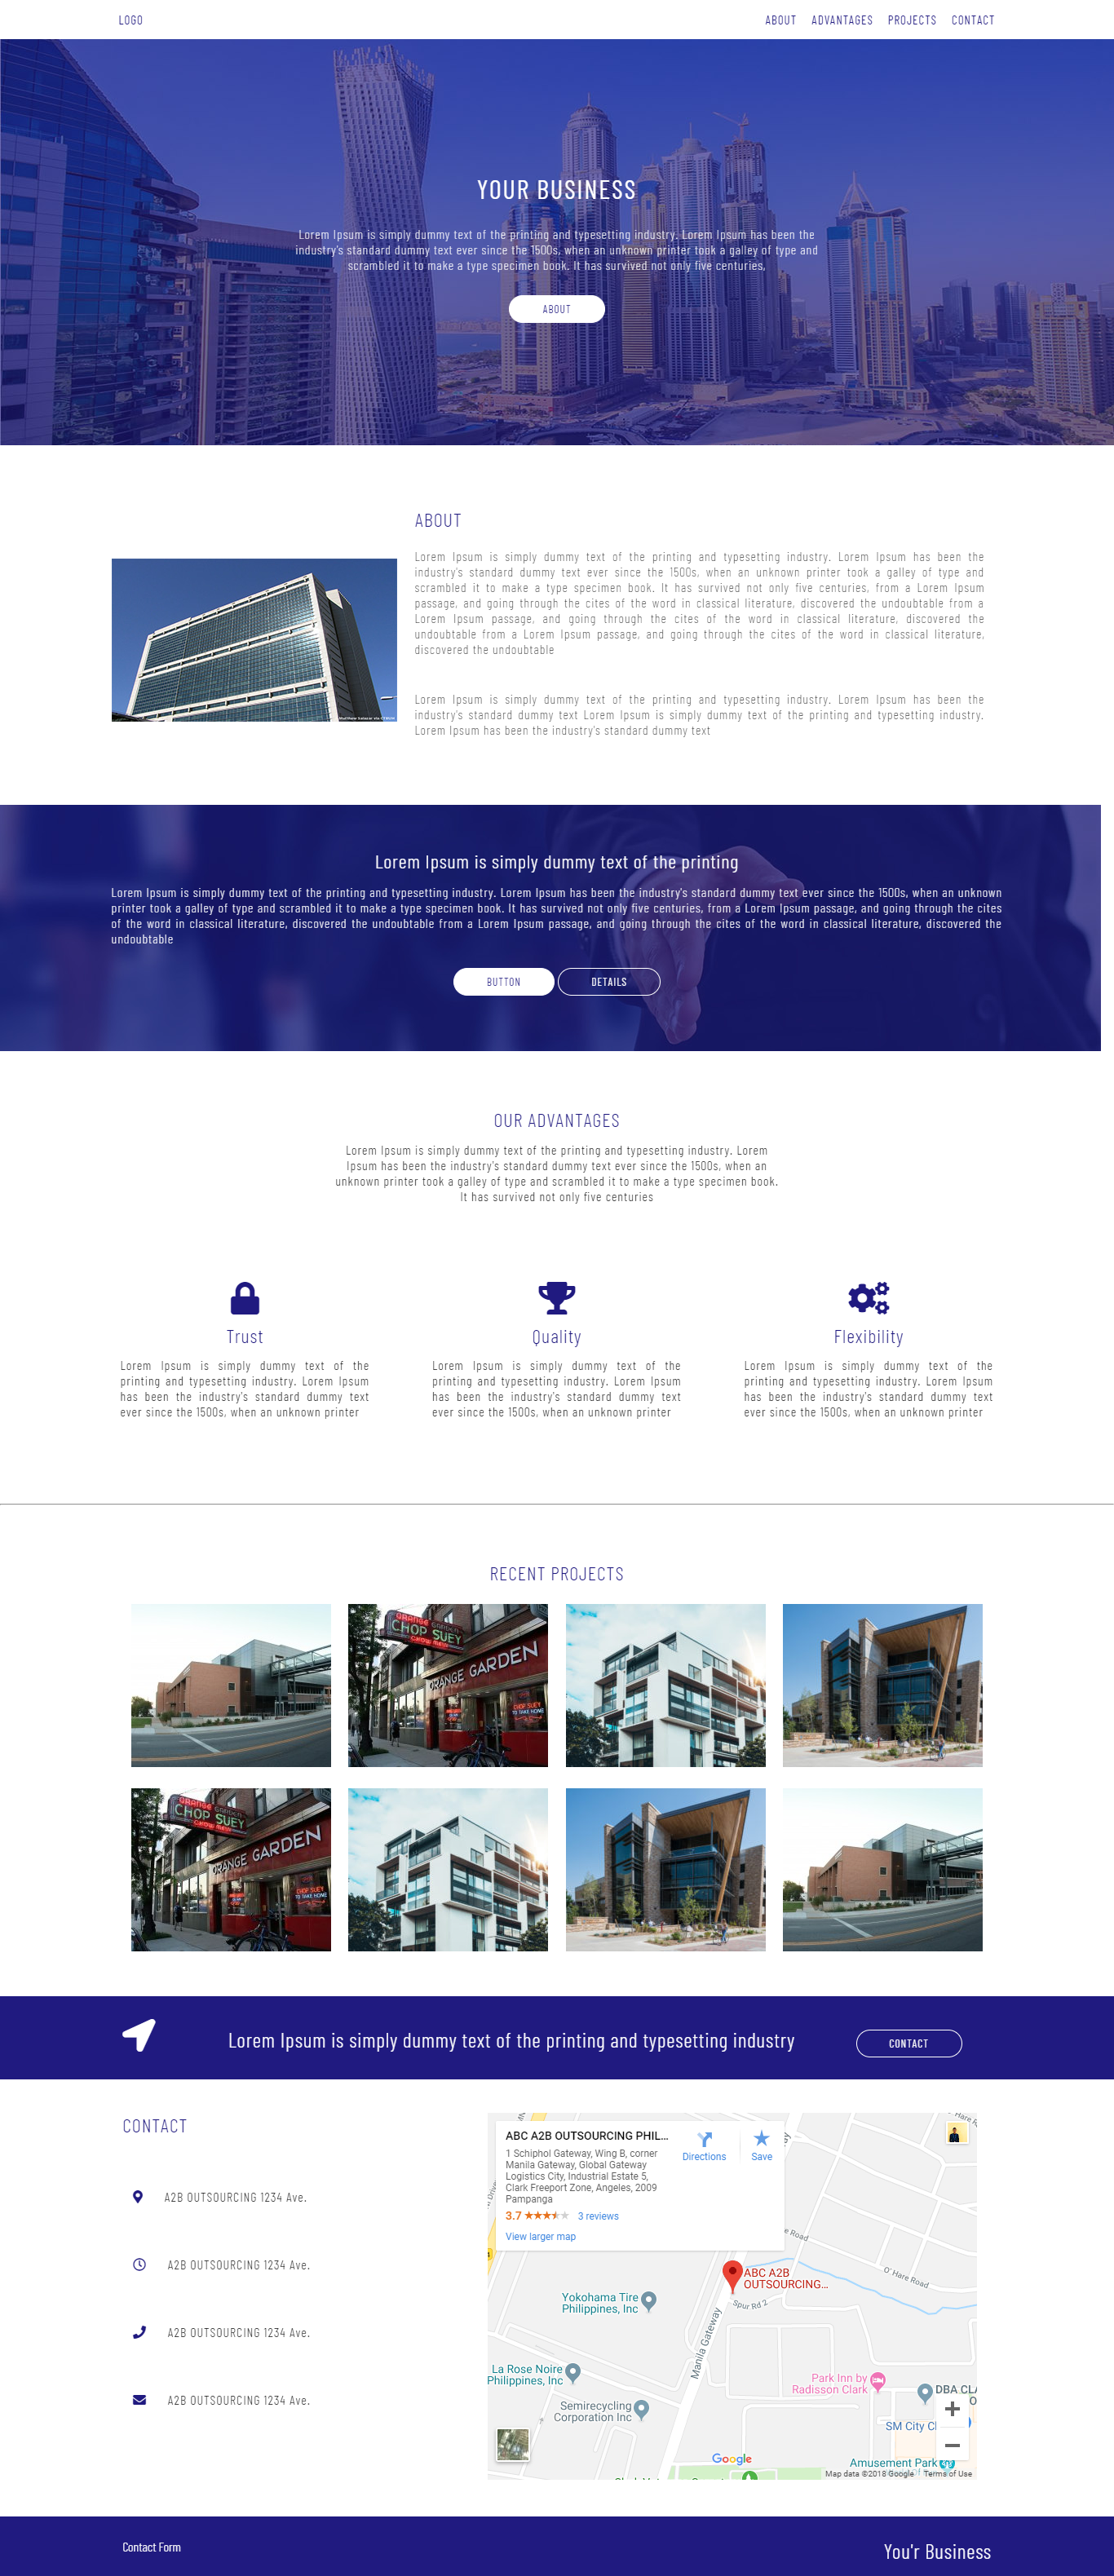 LOGO
ABOUT ADVANTAGES PROJECTS CONTACT
YOUR BUSINESS
Lorem Ipsum is simply dummy text of the printing and typesetting industry. Lorem Ipsum has been the
industry's standard dummy text ever since the 1500s, when an unknown printer took a galley of type and
scrambled it to make a type specimen book. It has survived not only five centuries,
ABOUT
ABOUT
Lorem Ipsum is simply dummy text of the printing and typesetting industry. Lorem Ipsum has been the
industry's standard dummy text ever since the 1500s, when an unknown printer took a galley of type and
scrambled it to make a type specimen book. It has survived not only five centuries, from a Lorem Ipsum
passage, and going through the cites of the word in classical literature, discovered the undoubtable from a
Lorem Ipsum passage, and going through the cites of the word in classical literature, discovered the
undoubtable from a Lorem Ipsum passage, and going through the cites of the word in classical literature,
discovered the undoubtable
Lorem Ipsum is simply dummy text of the printing and typesetting industry. Lorem Ipsum has been the
industry's standard dummy text Lorem Ipsum is simply dummy text of the printing and typesetting industry.
Lorem Ipsum has been the industry's standard dummy text
Lorem Ipsum is simply dummy text of the printing
Lorem Ipsum is simply dummy text of the printing and typesetting industry. Lorem Ipsum has been the industry's standard dummy text ever since the 1500s, when an unknown
printer took a galley of type and scrambled it to make a type specimen book. It has survived not only five centuries, from a Lorem Ipsum passage, and going through the cites
of the word in classical literature, discovered the undoubtable from a Lorem Ipsum passage, and going through the cites of the word in classical literature, discovered the
undoubtable
BUTTON DETAILS
OUR ADVANTAGES
Lorem Ipsum is simply dummy text of the printing and typesetting industry. Lorem
Ipsum has been the industry's standard dummy text ever since the 1500s, when an
unknown printer took a galley of type and scrambled it to make a type specimen book.
It has survived not only five centuries
Trust
Lorem Ipsum is simply dummy text of the
printing and typesetting industry. Lorem Ipsum
has been the industry's standard dummy text
ever since the 1500s, when an unknown printer
Quality
Lorem Ipsum is simply dummy text of the
printing and typesetting industry. Lorem Ipsum
has been the industry's standard dummy text
ever since the 1500s, when an unknown printer
Flexibility
Lorem Ipsum is simply dummy text of the
printing and typesetting industry. Lorem Ipsum
has been the industry's standard dummy text
ever since the 1500s, when an unknown printer
RECENT PROJECTS
ORANGE GARDEN
CHOP SUEY
ORANGE GARDEN
CHOP SUEY
TO TAKE HOME
ORANGE GARDEN
CHOP SUEY
ORANGE GARDEN
CHOP SUEY
TO TAKE HOME
Lorem Ipsum is simply dummy text of the printing and typesetting industry
CONTACT
CONTACT
A2B OUTSOURCING 1234 Ave.
A2B OUTSOURCING 1234 Ave.
A2B OUTSOURCING 1234 Ave.
A2B OUTSOURCING 1234 Ave.
ABC A2B OUTSOURCING PHIL...
1 Schiphol Gateway, Wing B, corner
Manila Gateway, Global Gateway
Logistics City, Industrial Estate 5,
Clark Freeport Zone, Angeles, 2009
Pampanga
3.7 3 reviews
View larger map
Directions
Save
O'Hare Road
ABC A2B
OUTSOURCING...
Spur Rd 2
Manila Gateway
Yokohama Tire
Philippines, Inc
La Rose Noire
Philippines, Inc
Semirecycling
Corporation Inc
Park Inn by
Radisson Clark
DBA CLA
SM City Cl
Amusement Park
Google
Map data ©2018 Google Terms of Use
Contact Form
You'r Business